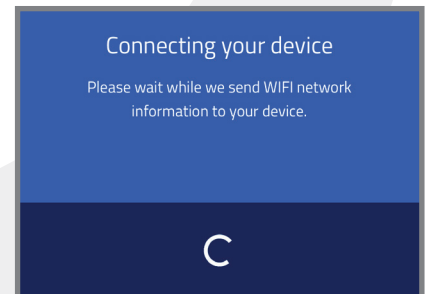 Connecting your device
Please wait while we send WIFI network
information to your device.